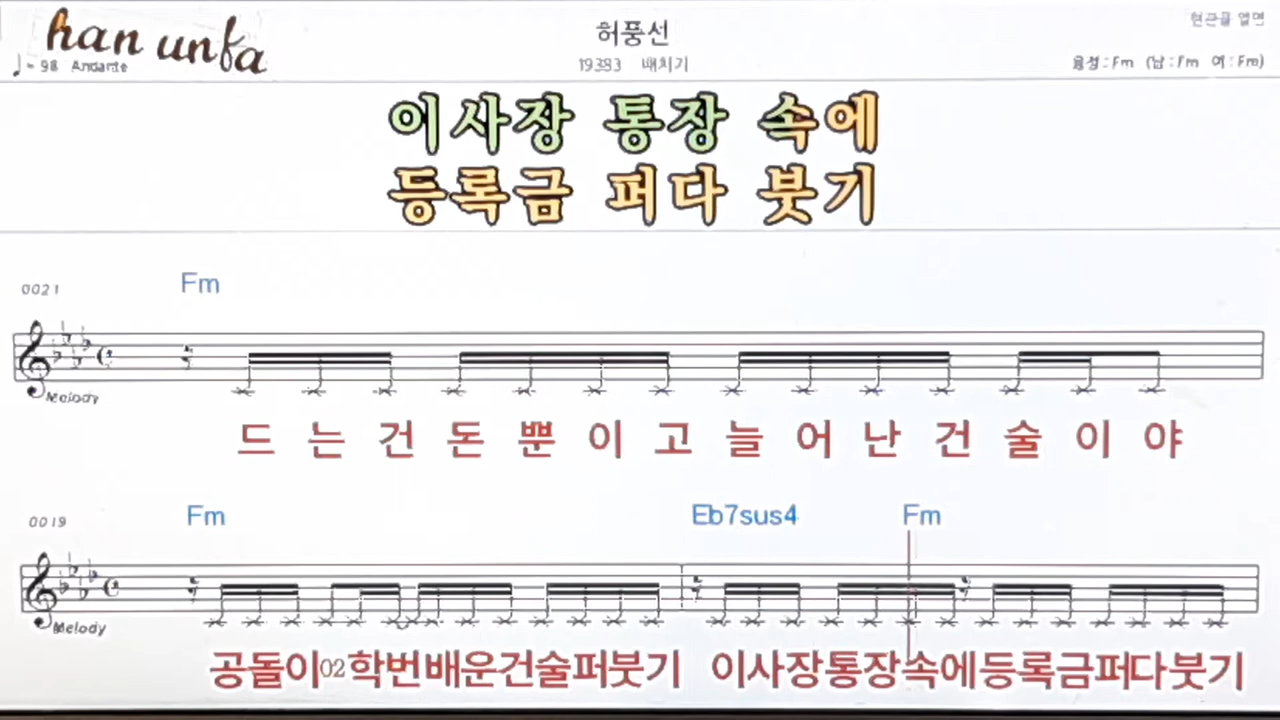 han unfa
♩= 98 Andante
허풍선
19383 배치기
현관을 열면
음정 : Fm (남 : Fm 여 : Fm)
이사장 통장 속에
등록금 퍼다 붓기
0021
Fm
Melody
드 는 건 돈 뿐 이 고 늘 어 난 건 술 이 야
0019
Fm Eb7sus4 Fm
Melody
공돌이02학번배운건술퍼붓기 이사장통장속에등록금퍼다붓기